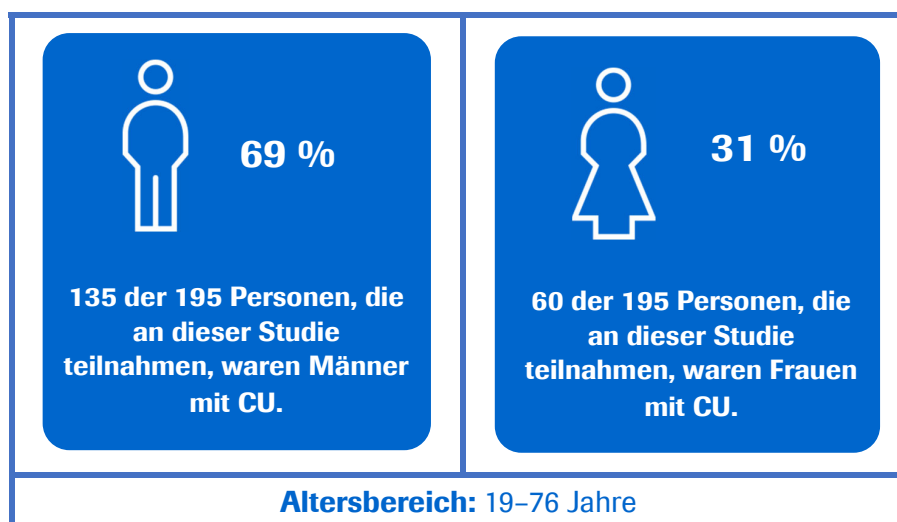 69 %
135 der 195 Personen, die
an dieser Studie
teilnahmen, waren Männer
mit CU.
31 %
60 der 195 Personen, die
an dieser Studie
teilnahmen, waren Frauen
mit CU.
Altersbereich: 19–76 Jahre